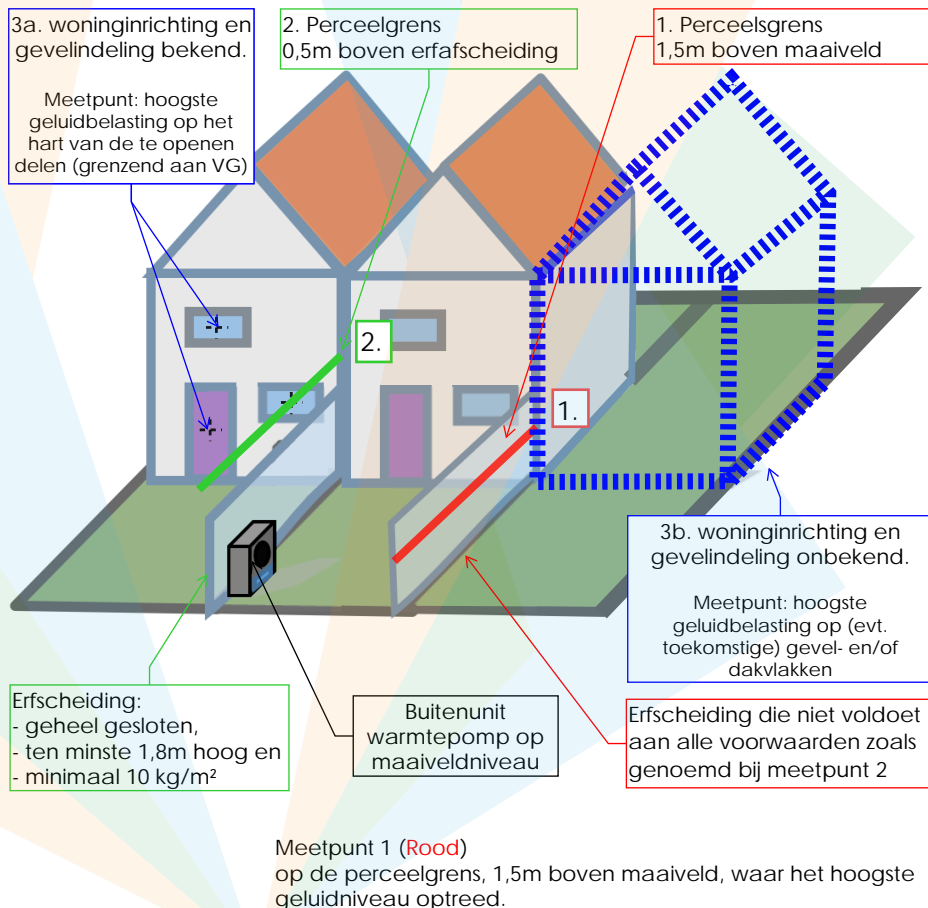 3a. woninginrichting en
gevelindeling bekend.
Meetpunt: hoogste
geluidbelasting op het
hart van de te openen
delen (grenzend aan VG)
2. Perceelgrens
0,5m boven erfafscheiding
1. Perceelsgrens
1,5m boven maaiveld
2.
1.
3b. woninginrichting en
gevelindeling onbekend.
Meetpunt: hoogste
geluidbelasting op (evt.
toekomstige) gevel- en/of
dakvlakken
Erfscheiding:
- geheel gesloten,
- ten minste 1,8m hoog en
- minimaal 10 kg/m²
Buitenunit
warmtepomp op
maaiveldniveau
Erfscheiding die niet voldoet
aan alle voorwaarden zoals
genoemd bij meetpunt 2
Meetpunt 1 (Rood)
op de perceelgrens, 1,5m boven maaiveld, waar het hoogste
geluidniveau optreed.